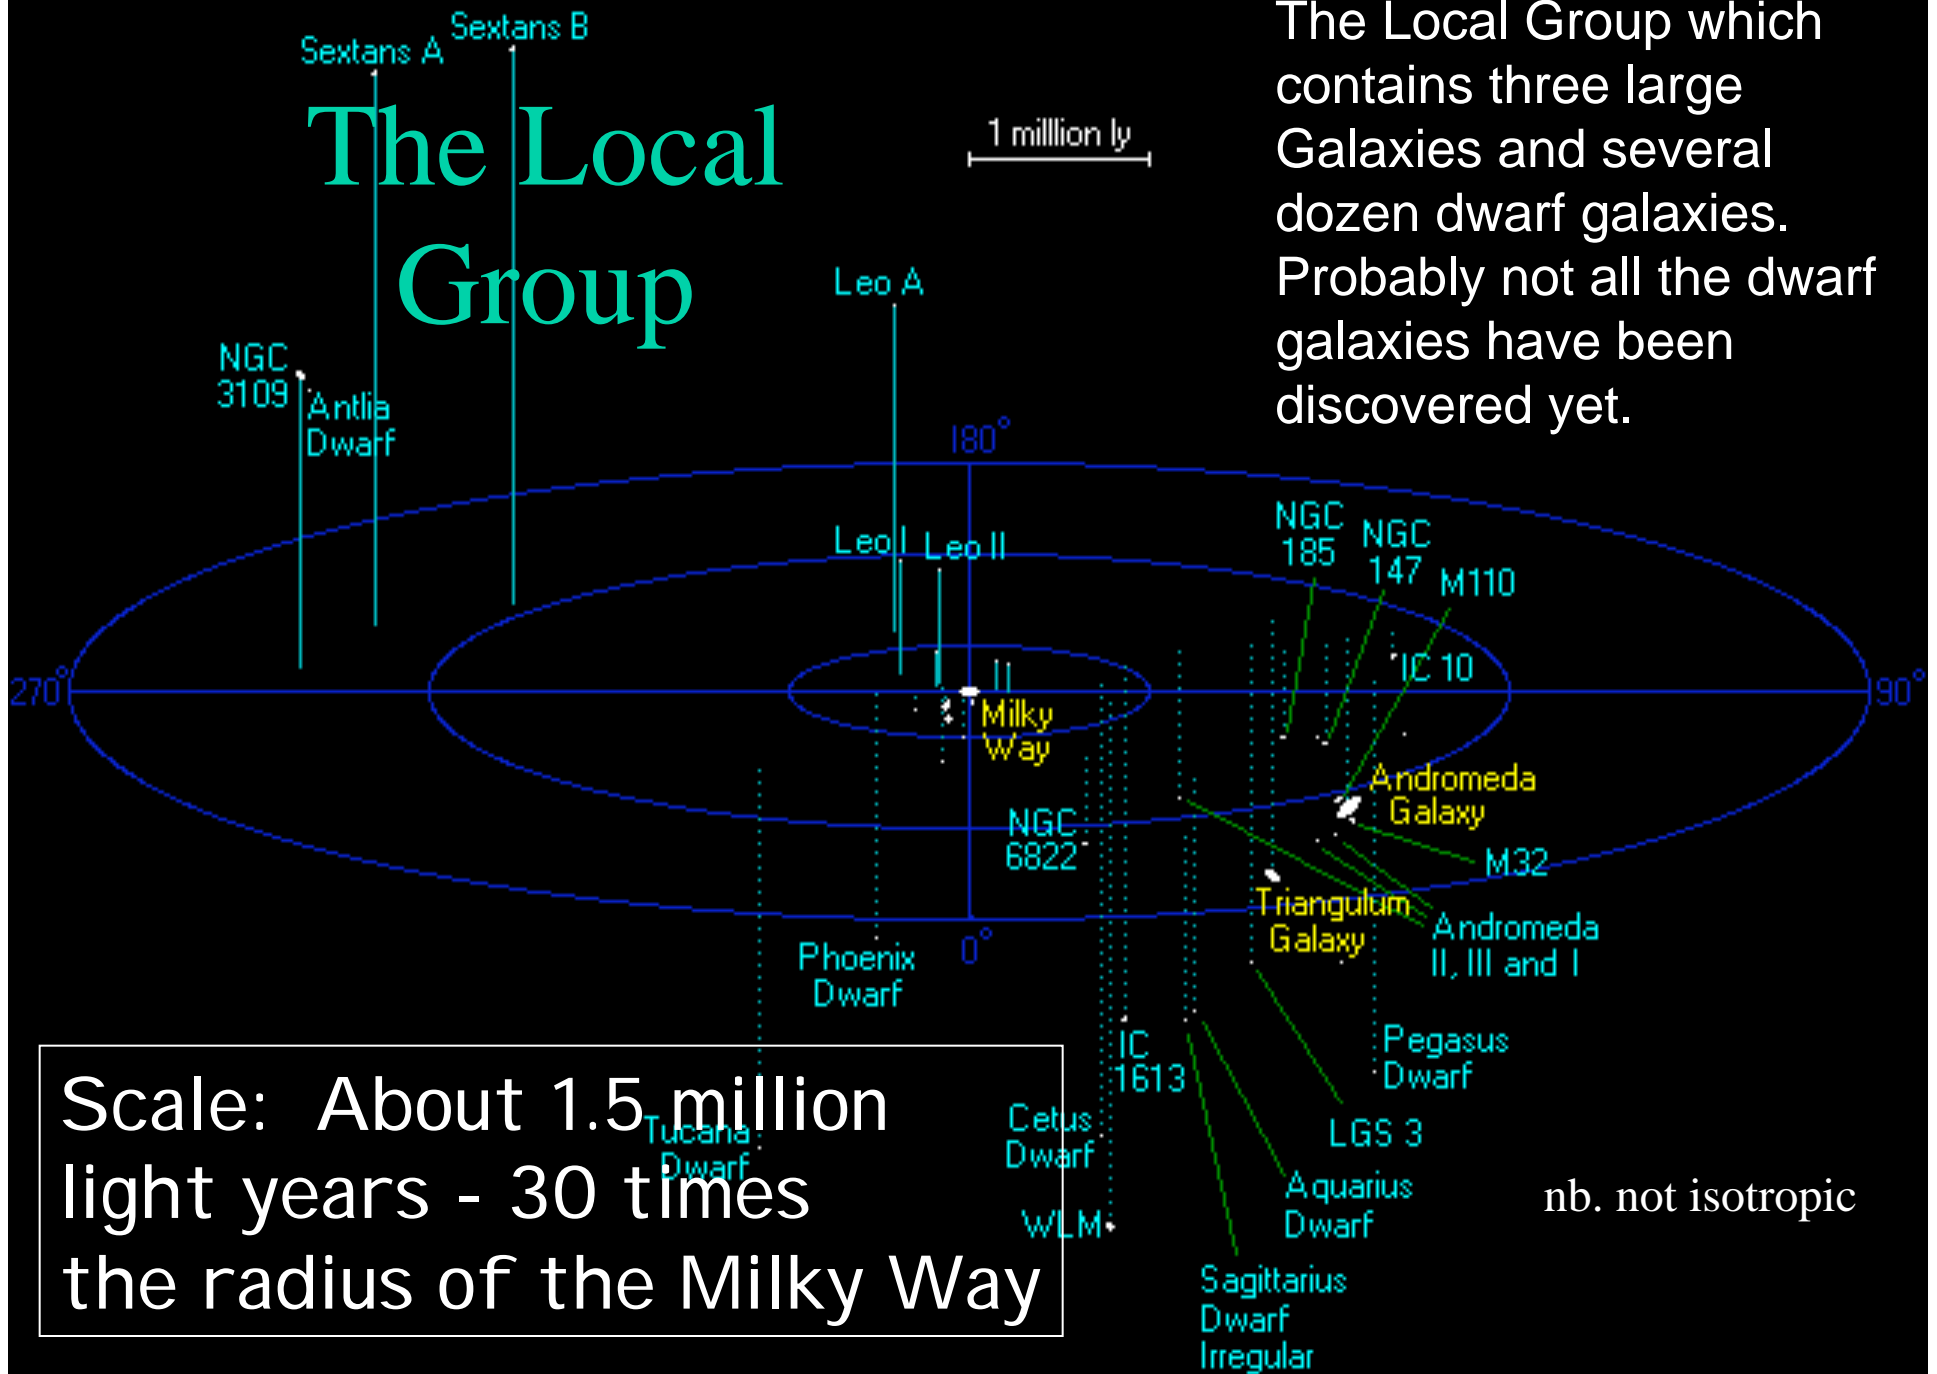 Sextans A
Sextans B
The Local
Group
1 milllion ly
The Local Group which
contains three large
Galaxies and several
dozen dwarf galaxies.
Probably not all the dwarf
galaxies have been
discovered yet.
Leo A
NGC
3109
Antlia
Dwarf
180°
Leo I
Leo II
NGC
185
NGC
147
M110
IC 10
270°
90°
Milky
Way
Andromeda
Galaxy
NGC
6822
M32
Triangulum
Galaxy
Andromeda
II, III and I
Phoenix
Dwarf
0°
IC
1613
Pegasus
Dwarf
Cetus
Dwarf
LGS 3
Tucana
Dwarf
Aquarius
Dwarf
WLM
Sagittarius
Dwarf
Irregular
Scale: About 1.5 million
light years - 30 times
the radius of the Milky Way
nb. not isotropic